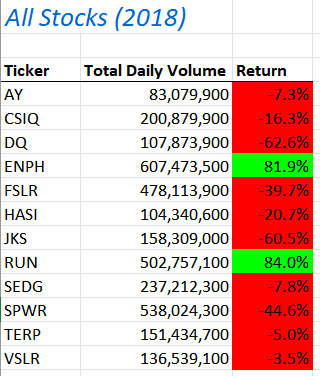 All Stocks (2018)
Ticker Total Daily Volume Return
AY 83,079,900 -7.3%
CSIQ 200,879,900 -16.3%
DQ 107,873,900 -62.6%
ENPH 607,473,500 81.9%
FSLR 478,113,900 -39.7%
HASI 104,340,600 -20.7%
JKS 158,309,000 -60.5%
RUN 502,757,100 84.0%
SEDG 237,212,300 -7.8%
SPWR 538,024,300 -44.6%
TERP 151,434,700 -5.0%
VSLR 136,539,100 -3.5%